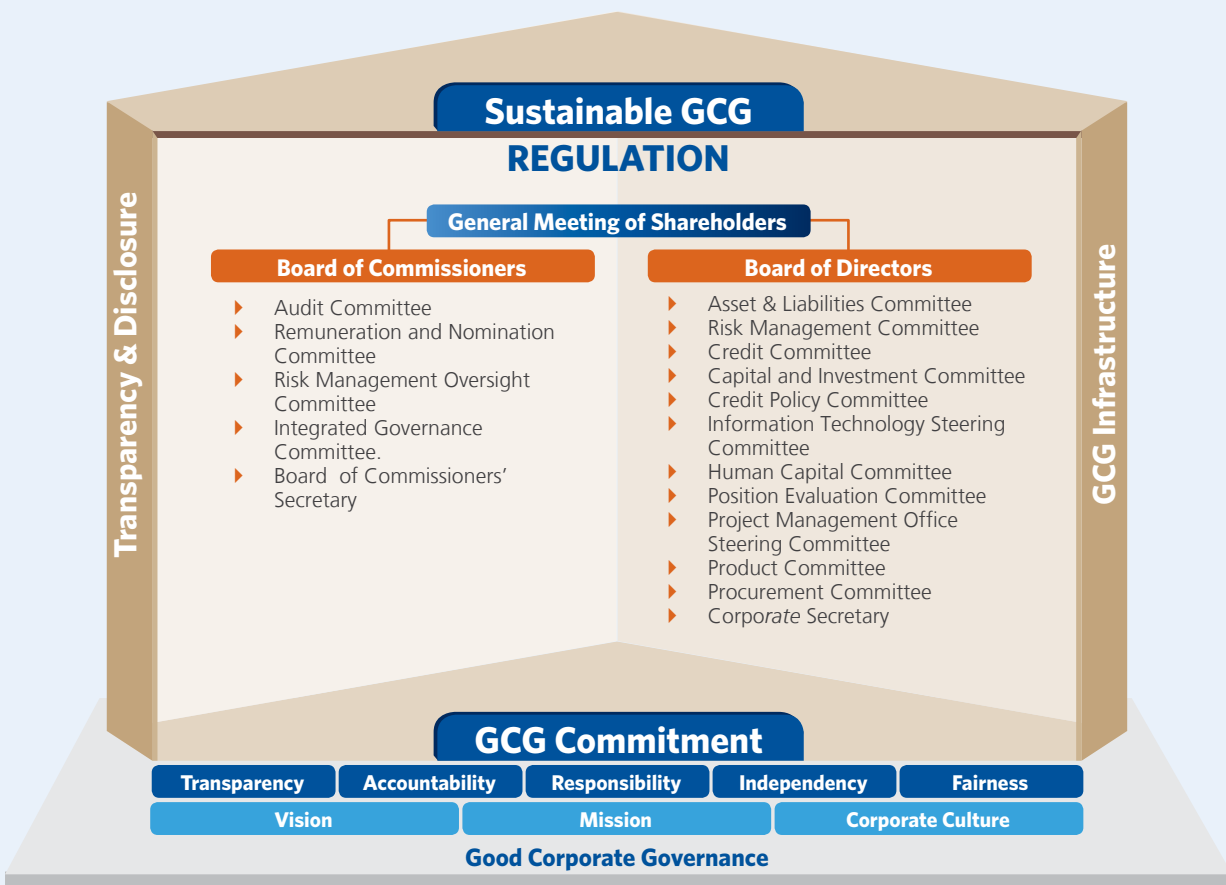 Sustainable GCG
REGULATION
General Meeting of Shareholders
Transparency & Disclosure
Board of Commissioners
Audit Committee
Remuneration and Nomination
Committee
Risk Management Oversight
Committee
Integrated Governance
Committee.
Board of Commissioners'
Secretary
Board of Directors
Asset & Liabilities Committee
Risk Management Committee
Credit Committee
Capital and Investment Committee
Credit Policy Committee
Information Technology Steering
Committee
Human Capital Committee
Position Evaluation Committee
Project Management Office
Steering Committee
Product Committee
Procurement Committee
Corporate Secretary
GCG Infrastructure
GCG Commitment
Transparency Accountability Responsibility Independency Fairness
Vision Mission Corporate Culture
Good Corporate Governance